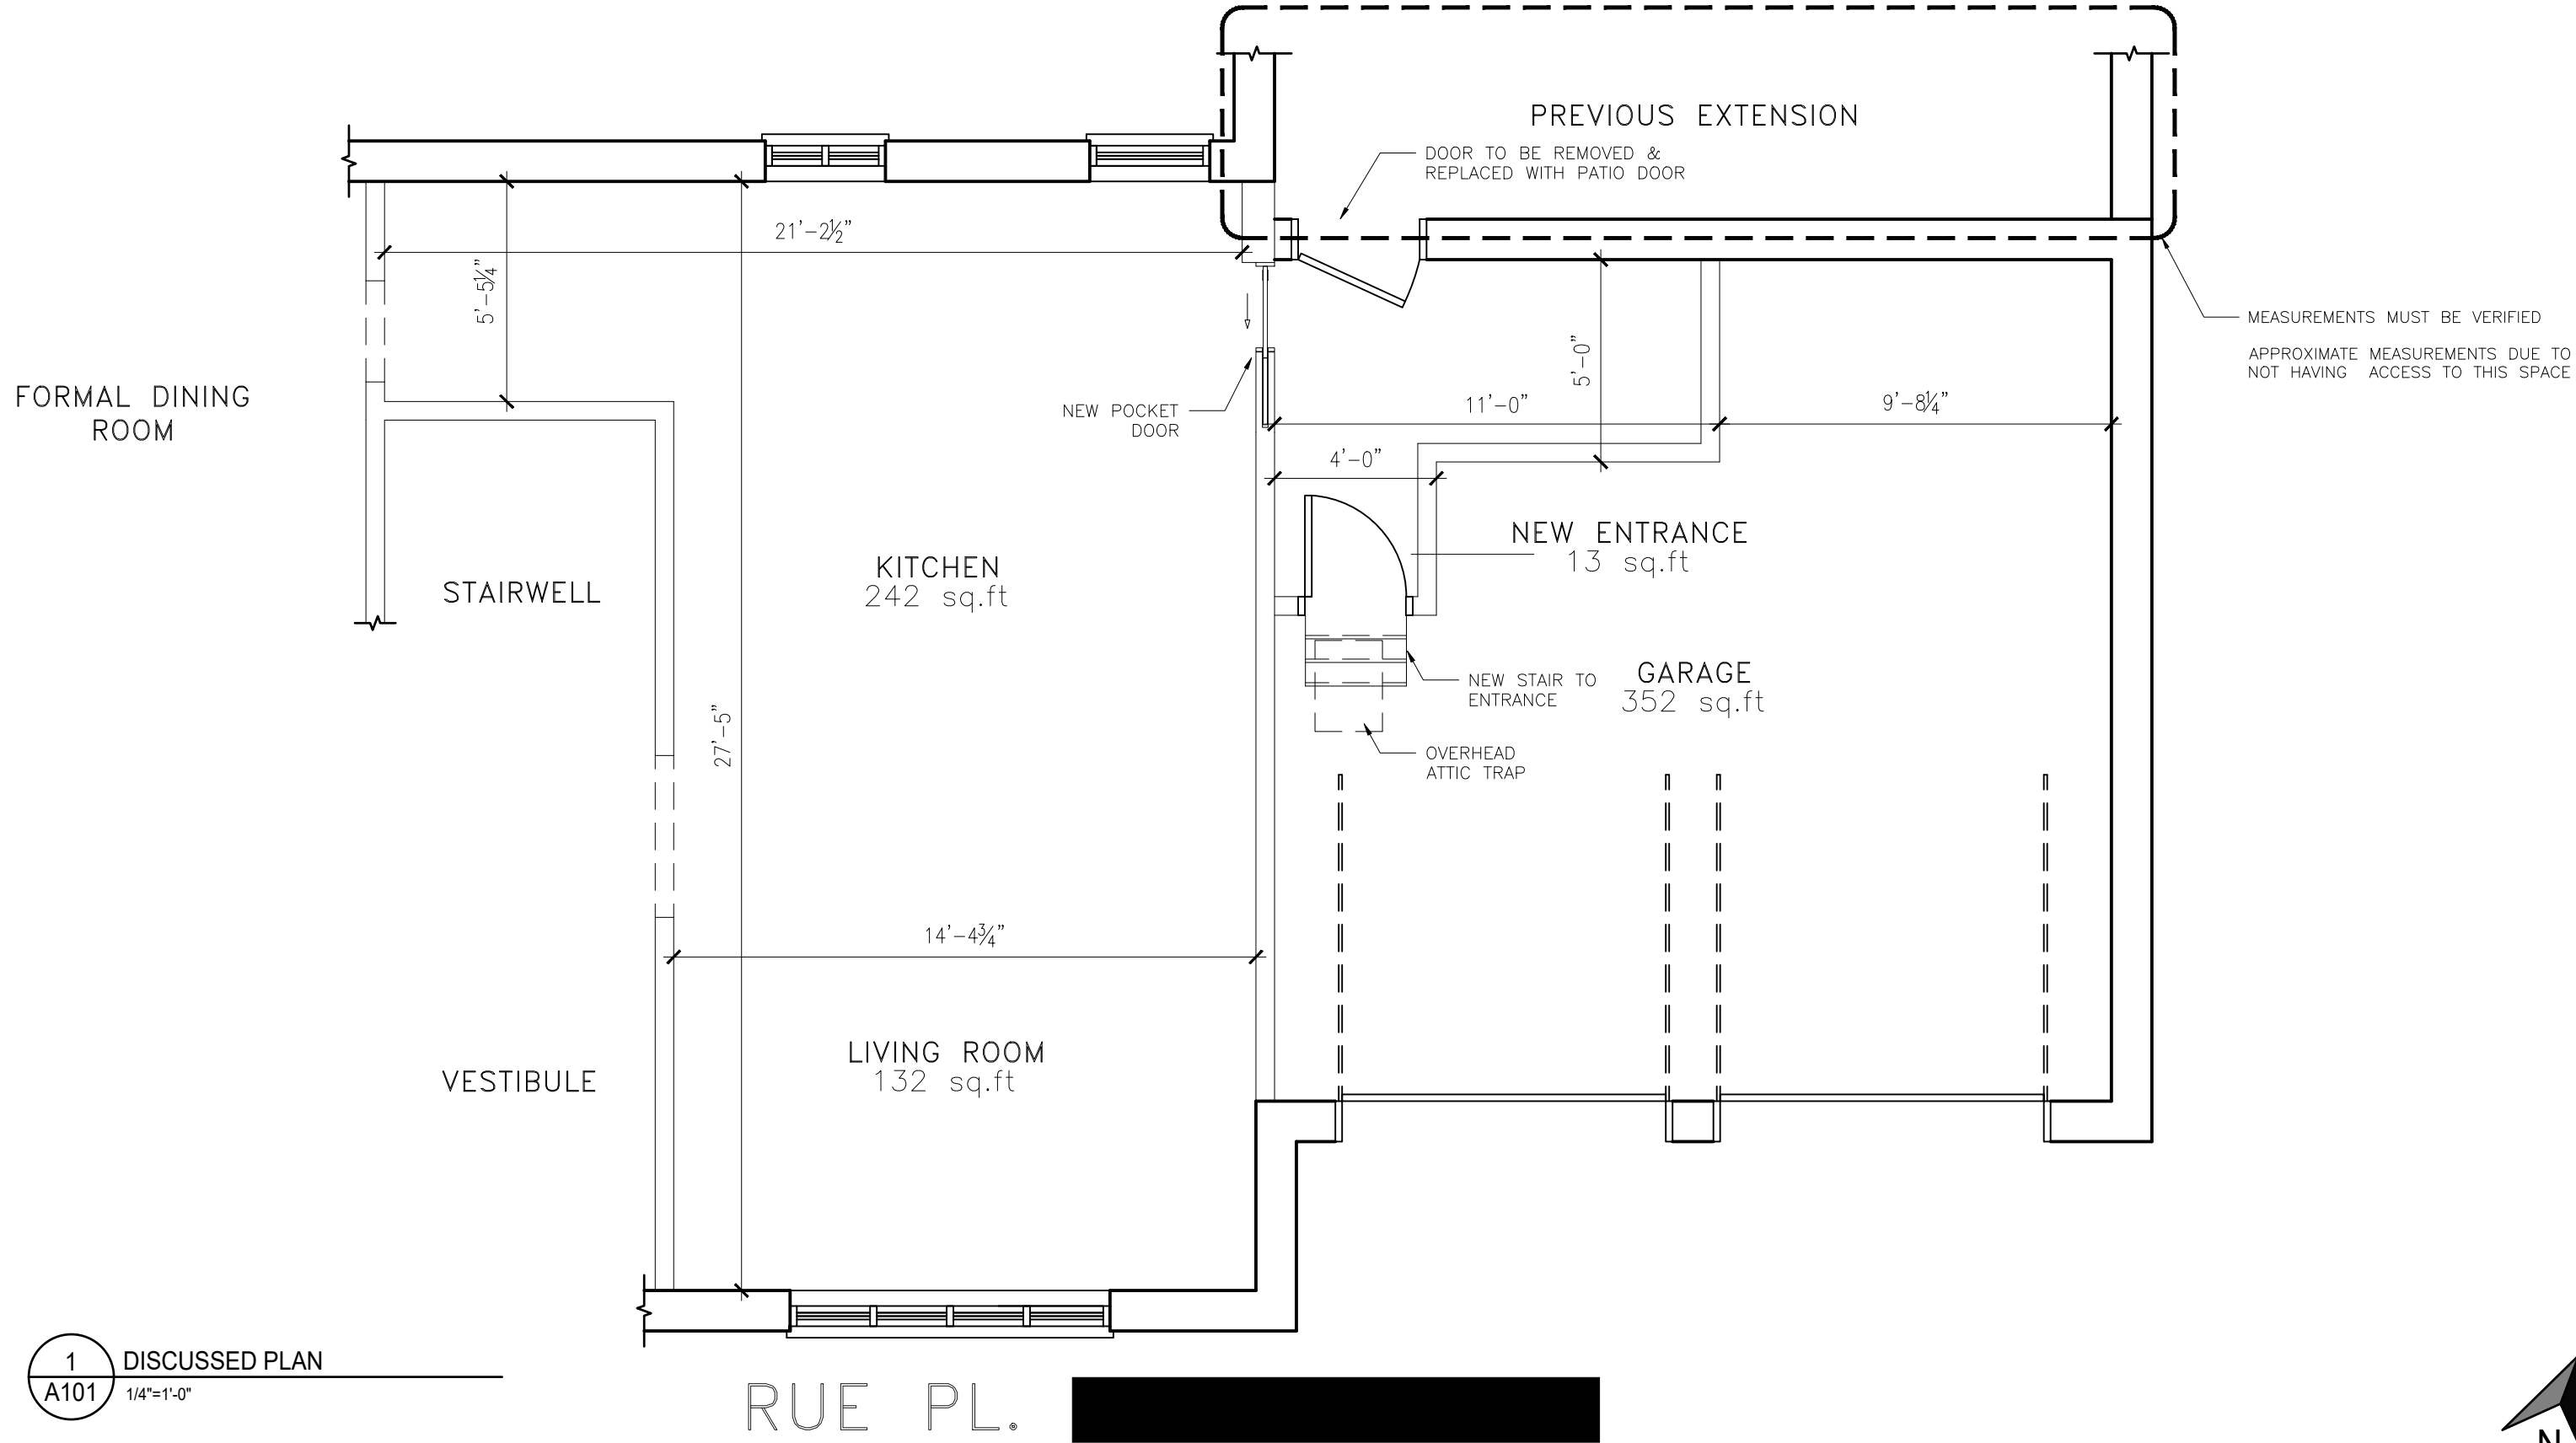 PREVIOUS EXTENSION
DOOR TO BE REMOVED &
REPLACED WITH PATIO DOOR
21'-2½"
5'-5¼"
MEASUREMENTS MUST BE VERIFIED
APPROXIMATE MEASUREMENTS DUE TO
NOT HAVING ACCESS TO THIS SPACE
FORMAL DINING
ROOM
NEW POCKET
DOOR
5'-0"
11'-0"
9'-8¼"
4'-0"
NEW ENTRANCE
13 sq.ft
KITCHEN
242 sq.ft
STAIRWELL
27'-5"
NEW STAIR TO
ENTRANCE
GARAGE
352 sq.ft
OVERHEAD
ATTIC TRAP
14'-4¾"
LIVING ROOM
132 sq.ft
VESTIBULE
1
A101
DISCUSSED PLAN
1/4"=1'-0"
RUE PL.
N